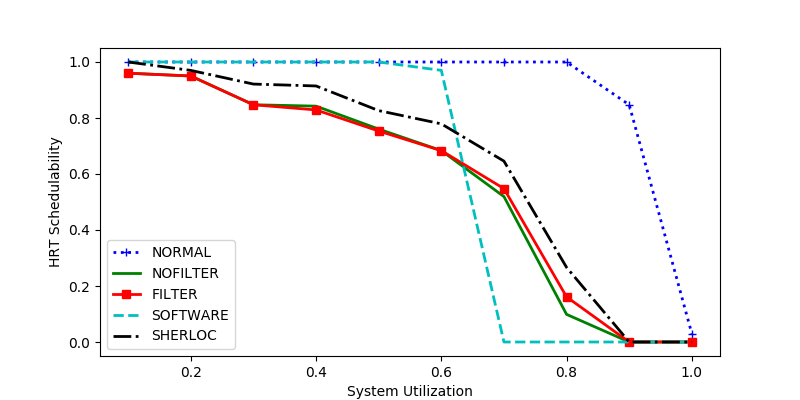 1.0
0.8
0.6
0.4
0.2
0.0
HRT Schedulability
NORMAL
NOFILTER
FILTER
SOFTWARE
SHERLOC
0.2 0.4 0.6 0.8 1.0
System Utilization